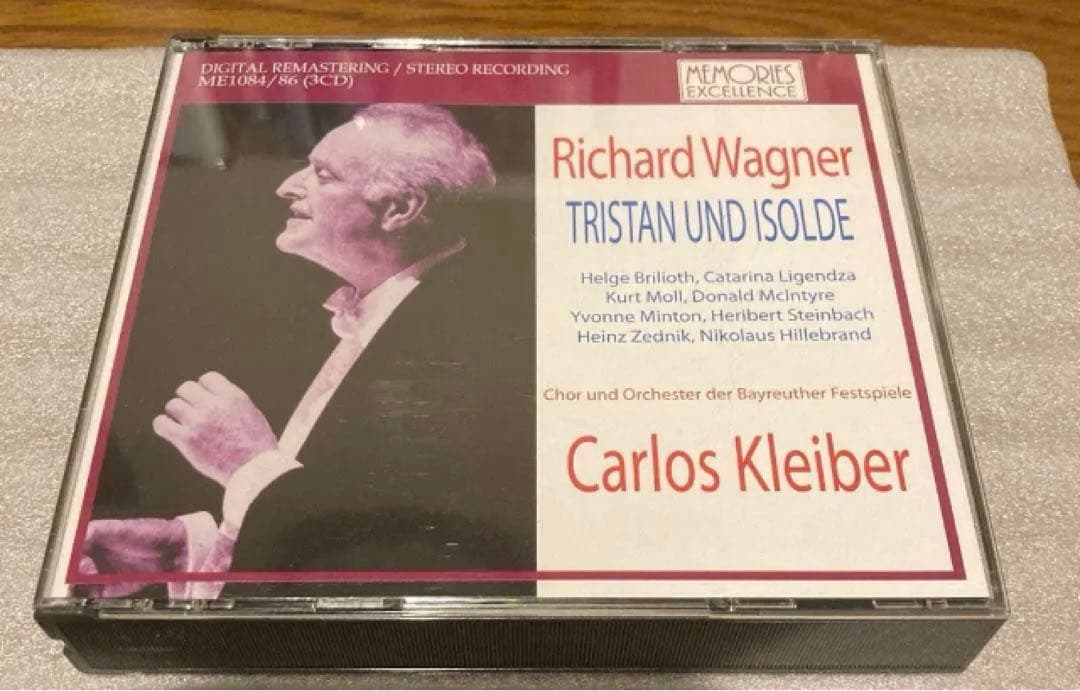 DIGITAL REMASTERING / STEREO RECORDING
ME1084/86 (3CD)
MEMORIES
EXCELLENCE
Richard Wagner
TRISTAN UND ISOLDE
Helge Brilioth, Catarina Ligendza
Kurt Moll, Donald McIntyre
Yvonne Minton, Heribert Steinbach
Heinz Zednik, Nikolaus Hillebrand
Chor und Orchester der Bayreuther Festspiele
Carlos Kleiber